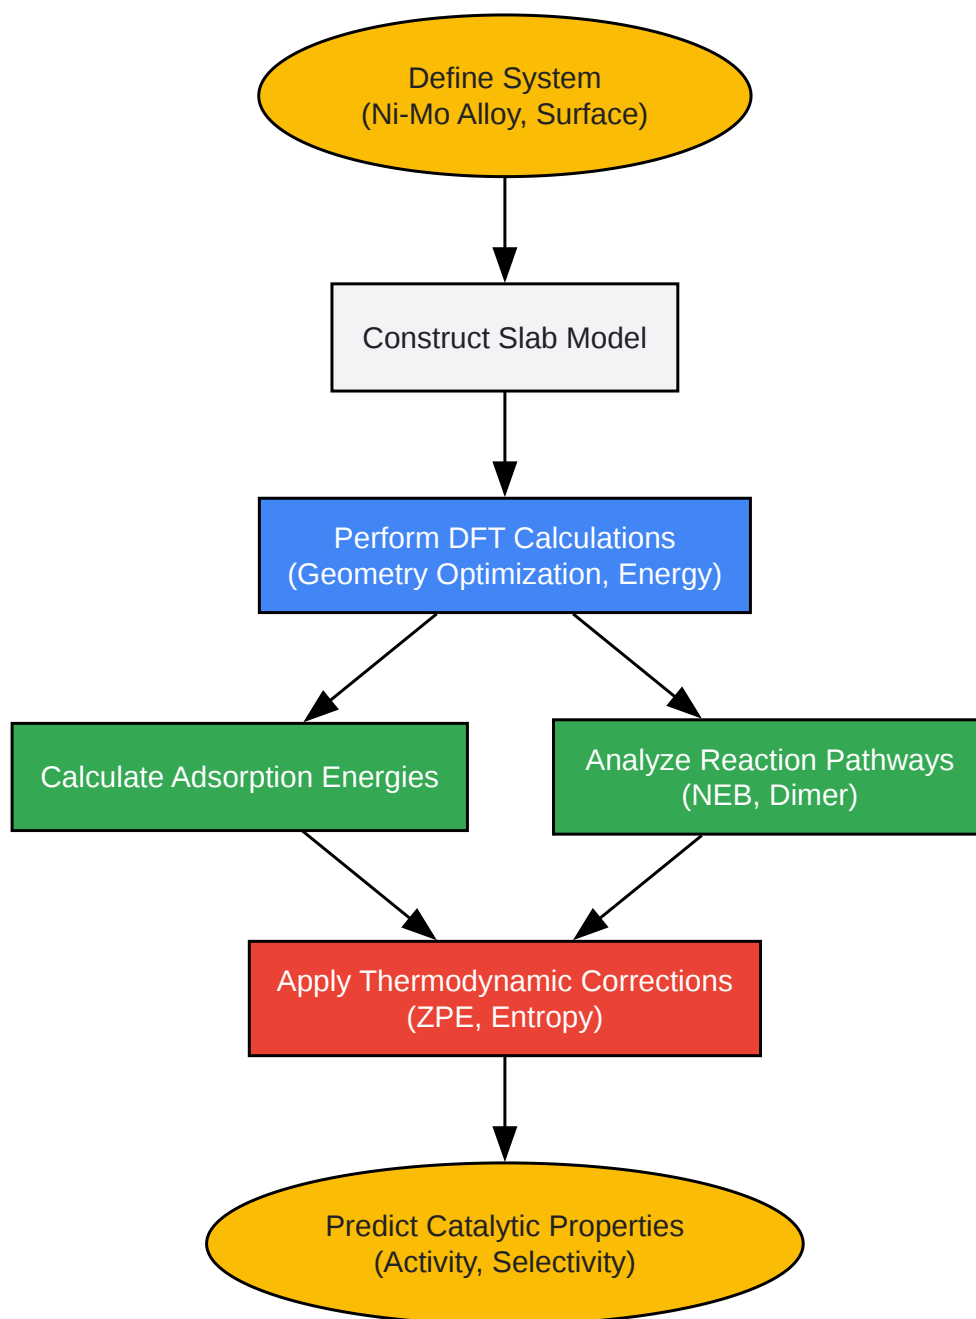 Define System
(Ni-Mo Alloy, Surface)
Construct Slab Model
Perform DFT Calculations
(Geometry Optimization, Energy)
Calculate Adsorption Energies
Analyze Reaction Pathways
(NEB, Dimer)
Apply Thermodynamic Corrections
(ZPE, Entropy)
Predict Catalytic Properties
(Activity, Selectivity)